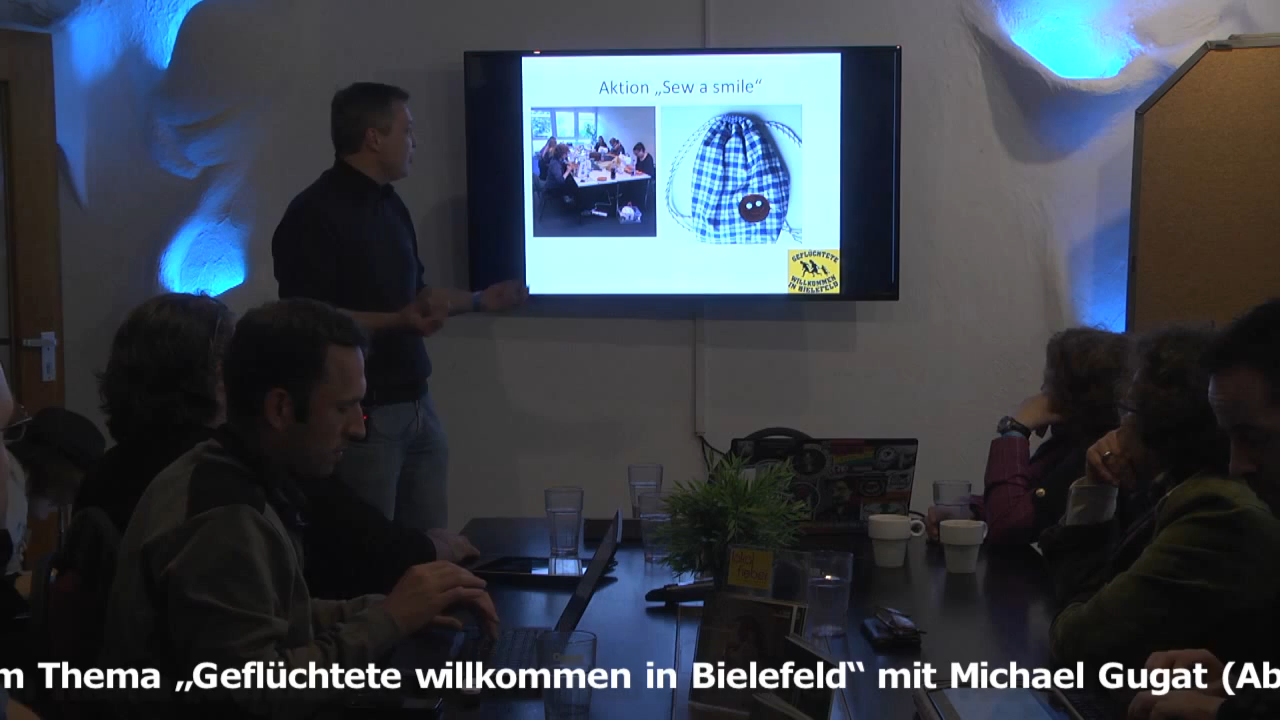 Aktion „Sew a smile“
GEFLÜCHTETE
WILLKOMMEN
IN BIELEFELD
m Thema „Geflüchtete willkommen in Bielefeld“ mit Michael Gugat (Ab